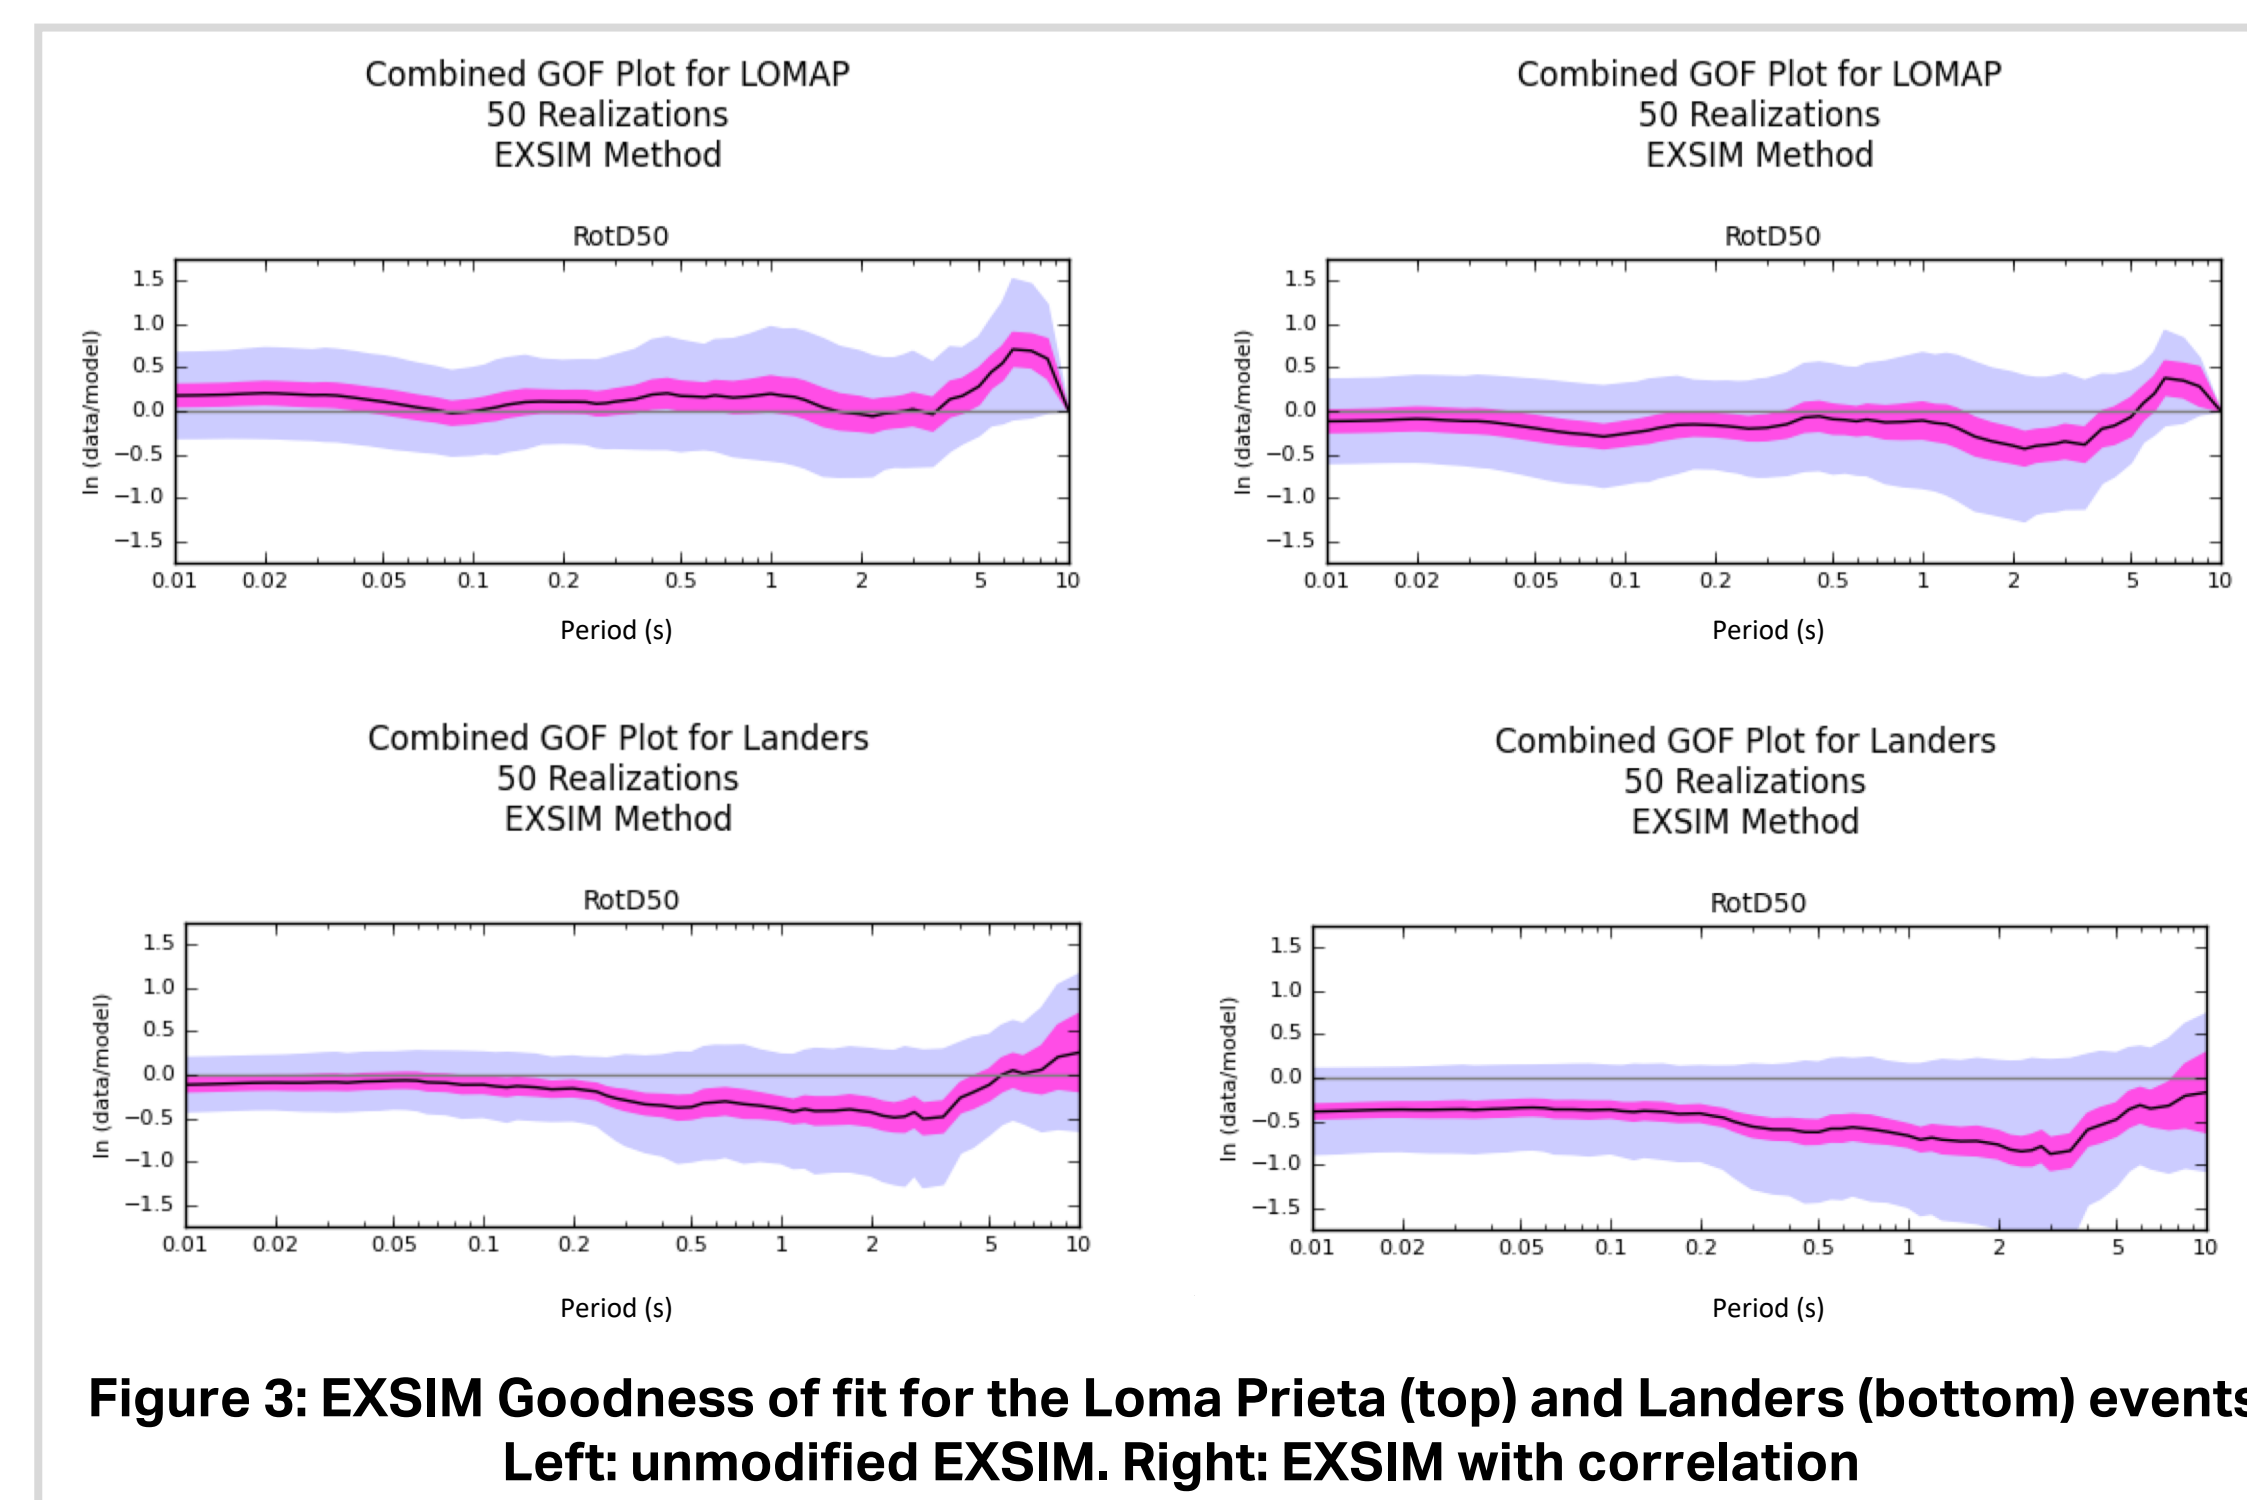 Combined GOF Plot for LOMAP
50 Realizations
EXSIM Method
RotD50
ln (data/model)
1.5
1.0
0.5
0.0
−0.5
−1.0
−1.5
0.01 0.02 0.05 0.1 0.2 0.5 1 2 5 10
Period (s)
Combined GOF Plot for LOMAP
50 Realizations
EXSIM Method
RotD50
ln (data/model)
1.5
1.0
0.5
0.0
−0.5
−1.0
−1.5
0.01 0.02 0.05 0.1 0.2 0.5 1 2 5 10
Period (s)
Combined GOF Plot for Landers
50 Realizations
EXSIM Method
RotD50
ln (data/model)
1.5
1.0
0.5
0.0
−0.5
−1.0
−1.5
0.01 0.02 0.05 0.1 0.2 0.5 1 2 5 10
Period (s)
Combined GOF Plot for Landers
50 Realizations
EXSIM Method
RotD50
ln (data/model)
1.5
1.0
0.5
0.0
−0.5
−1.0
−1.5
0.01 0.02 0.05 0.1 0.2 0.5 1 2 5 10
Period (s)
Figure 3: EXSIM Goodness of fit for the Loma Prieta (top) and Landers (bottom) events
Left: unmodified EXSIM. Right: EXSIM with correlation